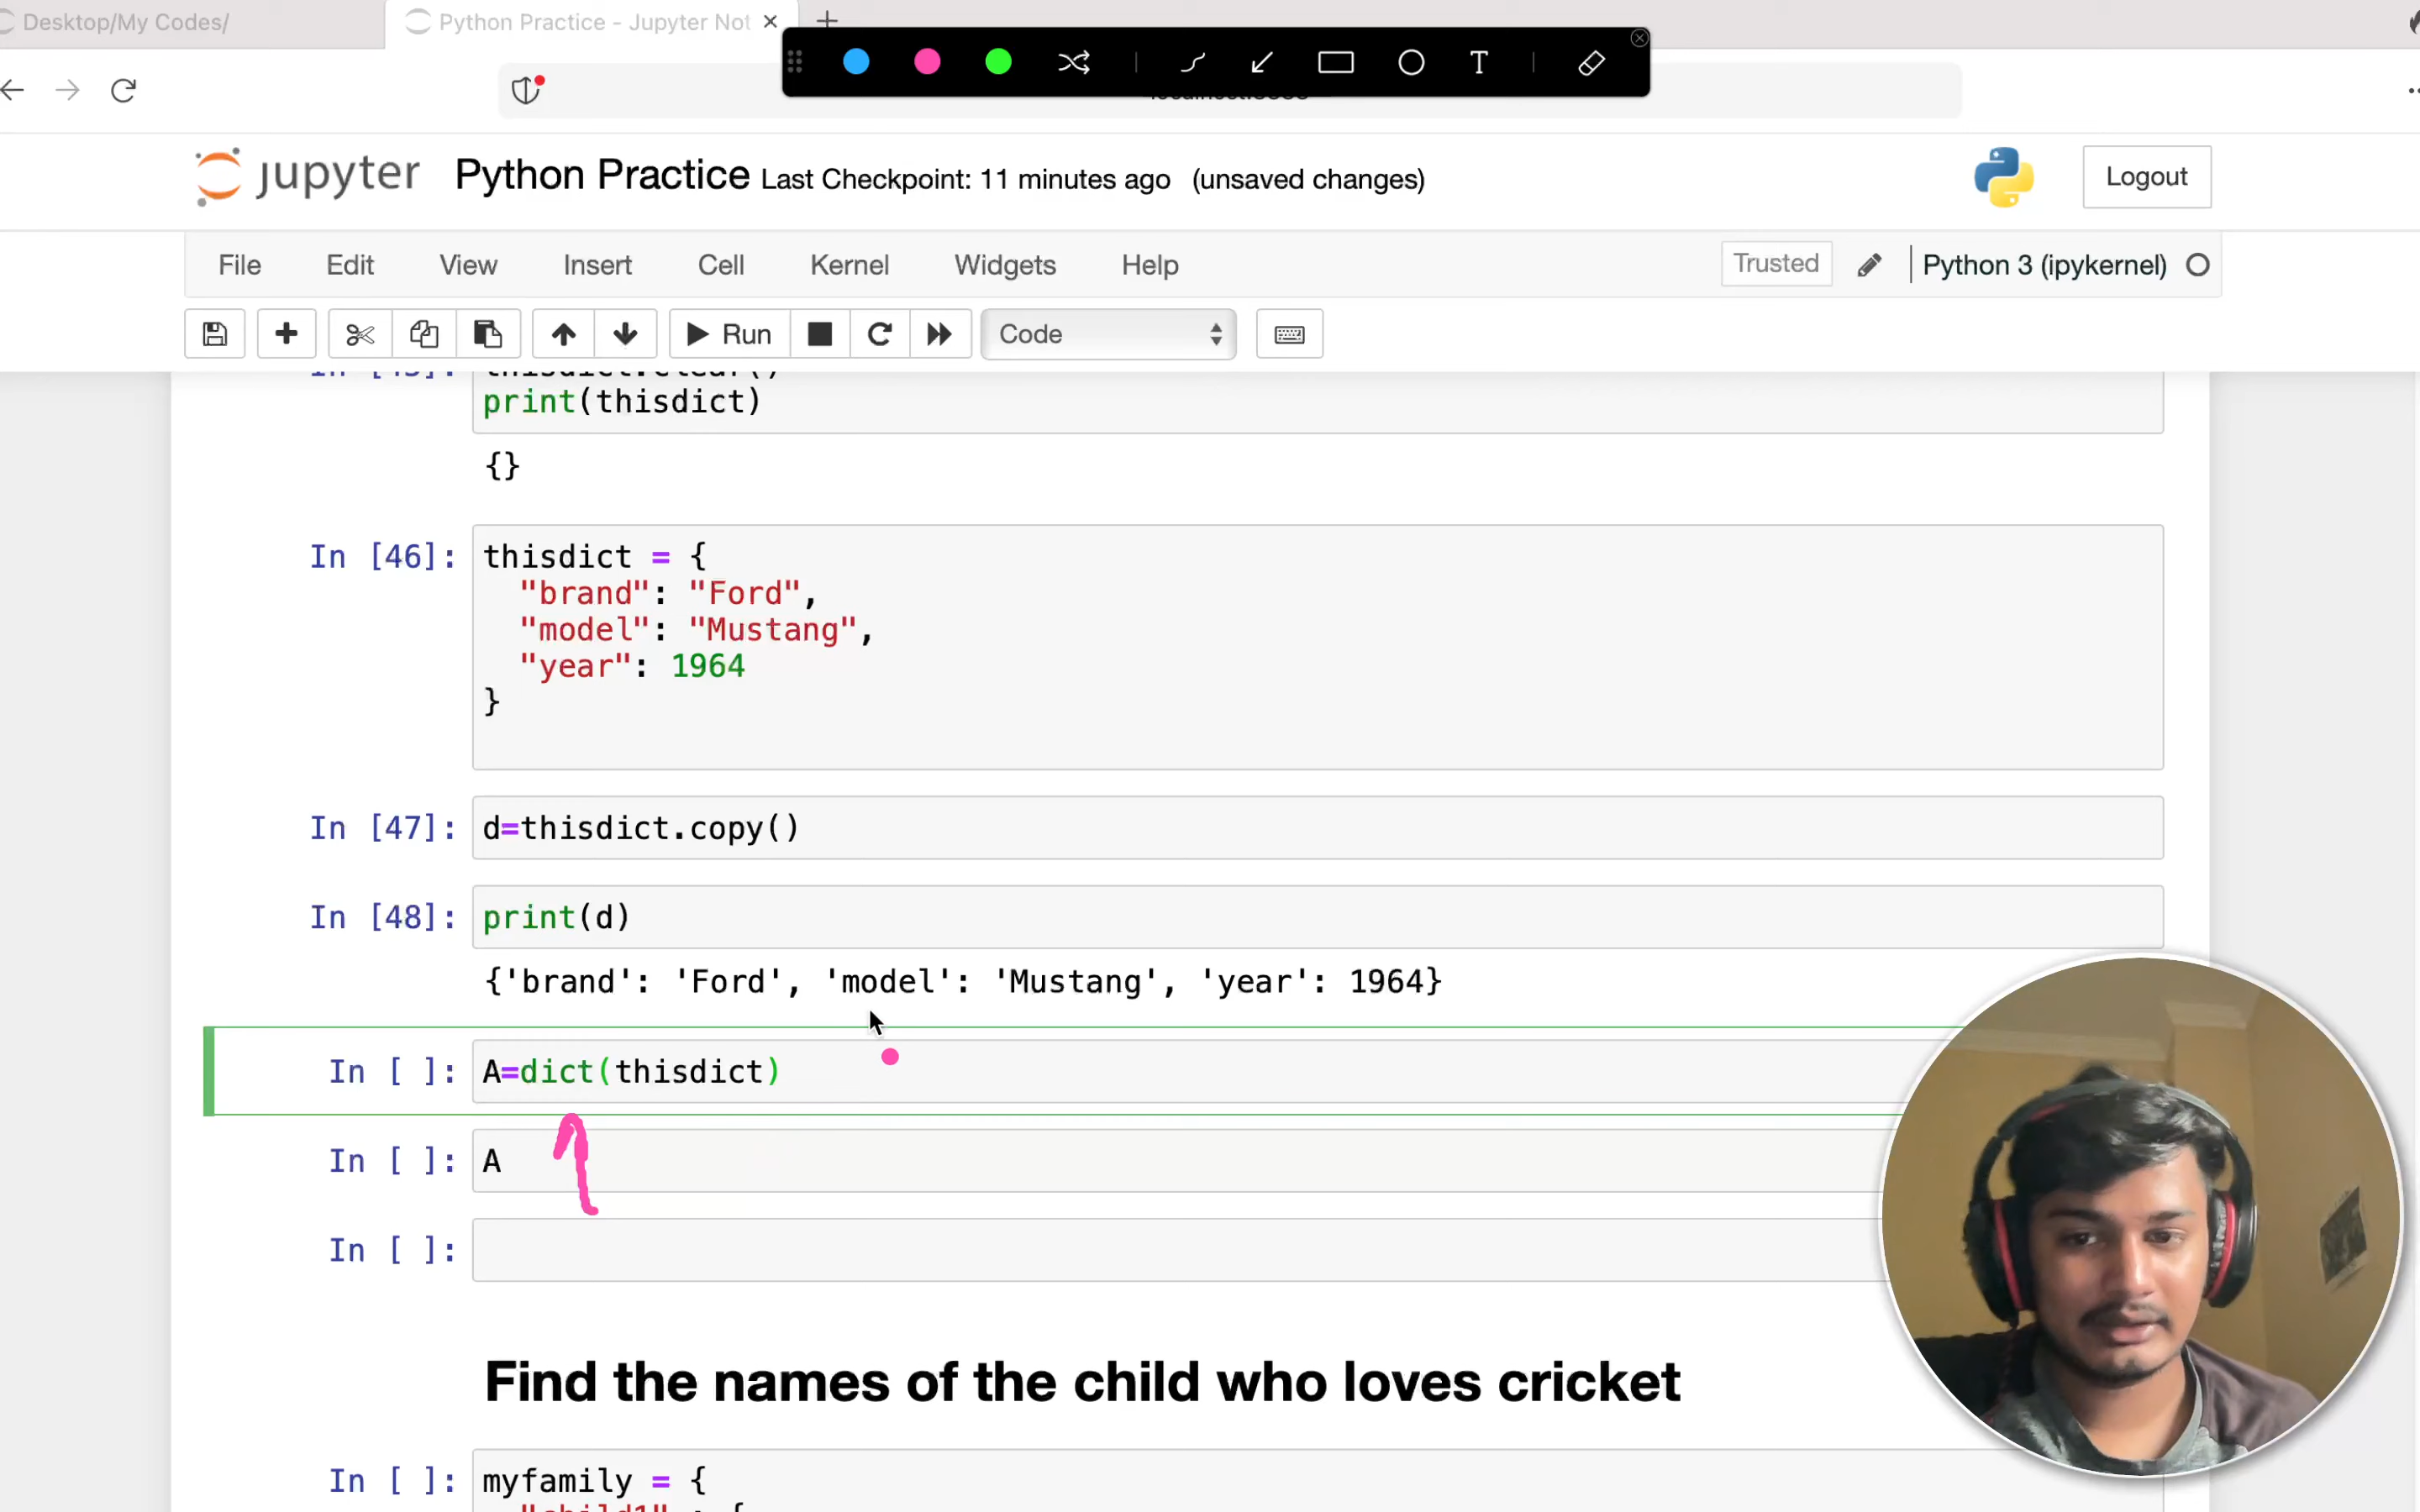 Desktop/My Codes/
Python Practice - Jupyter Not
T
jupyter Python Practice Last Checkpoint: 11 minutes ago (unsaved changes)
Logout
File Edit View Insert Cell Kernel Widgets Help
Trusted
Python 3 (ipykernel)
Run
Code
print(thisdict)
{}
In [46]: thisdict = {
"brand": "Ford",
"model": "Mustang",
"year": 1964
}
In [47]: d=thisdict.copy()
In [48]: print(d)
{'brand': 'Ford', 'model': 'Mustang', 'year': 1964}
In [ ]: A=dict(thisdict)
In [ ]: A
In [ ]:
Find the names of the child who loves cricket
In [ ]: myfamily = {